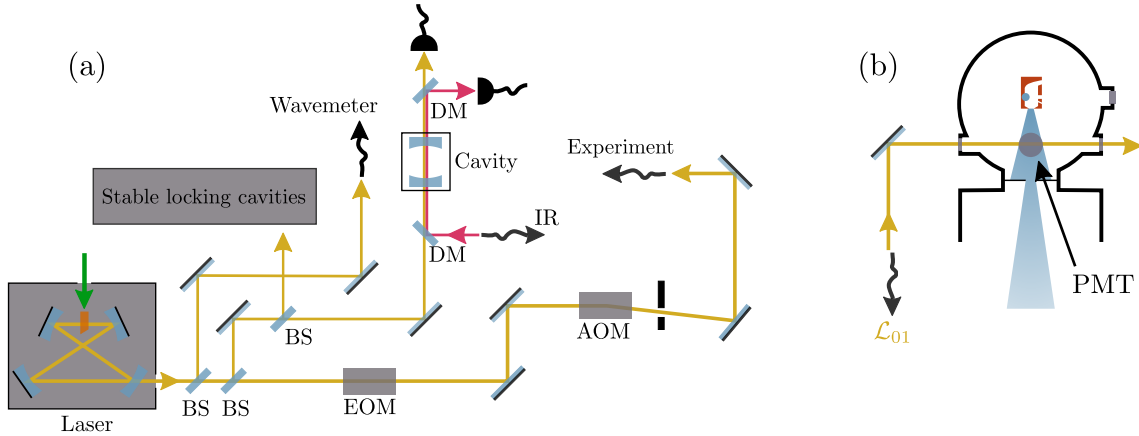 (a)
(b)
Wavemeter
DM
Cavity
Experiment
Stable locking cavities
IR
DM
PMT
BS
AOM
ℒ₀₁
BS
BS
EOM
Laser